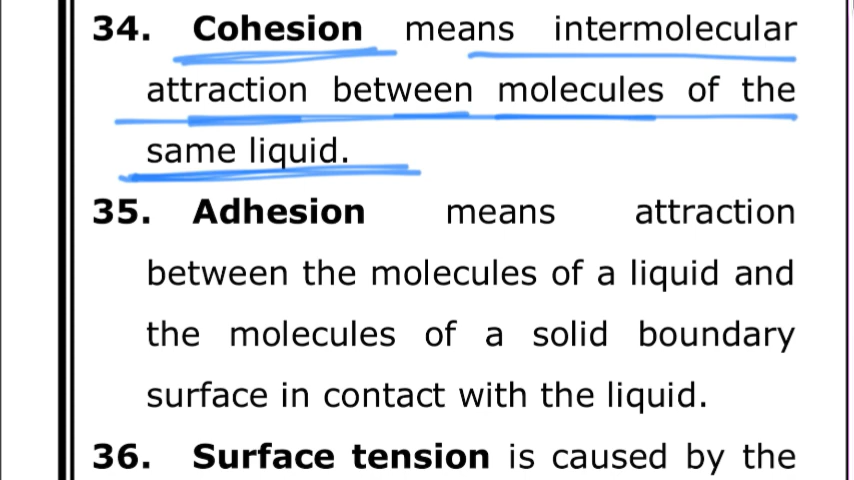 34. Cohesion means intermolecular
attraction between molecules of the
same liquid.
35. Adhesion means attraction
between the molecules of a liquid and
the molecules of a solid boundary
surface in contact with the liquid.
36. Surface tension is caused by the